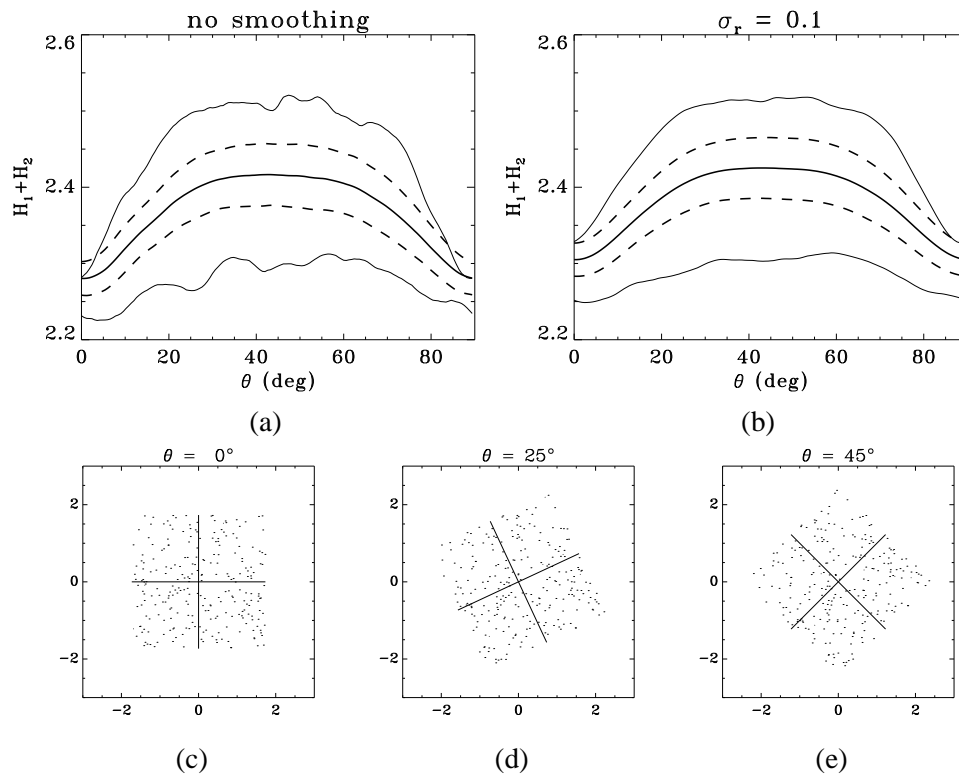 no smoothing
2.6
2.4
2.2
H₁+H₂
0 20 40 60 80
θ (deg)
(a)
σᵣ = 0.1
2.6
2.4
2.2
H₁+H₂
0 20 40 60 80
θ (deg)
(b)
θ = 0°
2
0
−2
−2 0 2
(c)
θ = 25°
2
0
−2
−2 0 2
(d)
θ = 45°
2
0
−2
−2 0 2
(e)